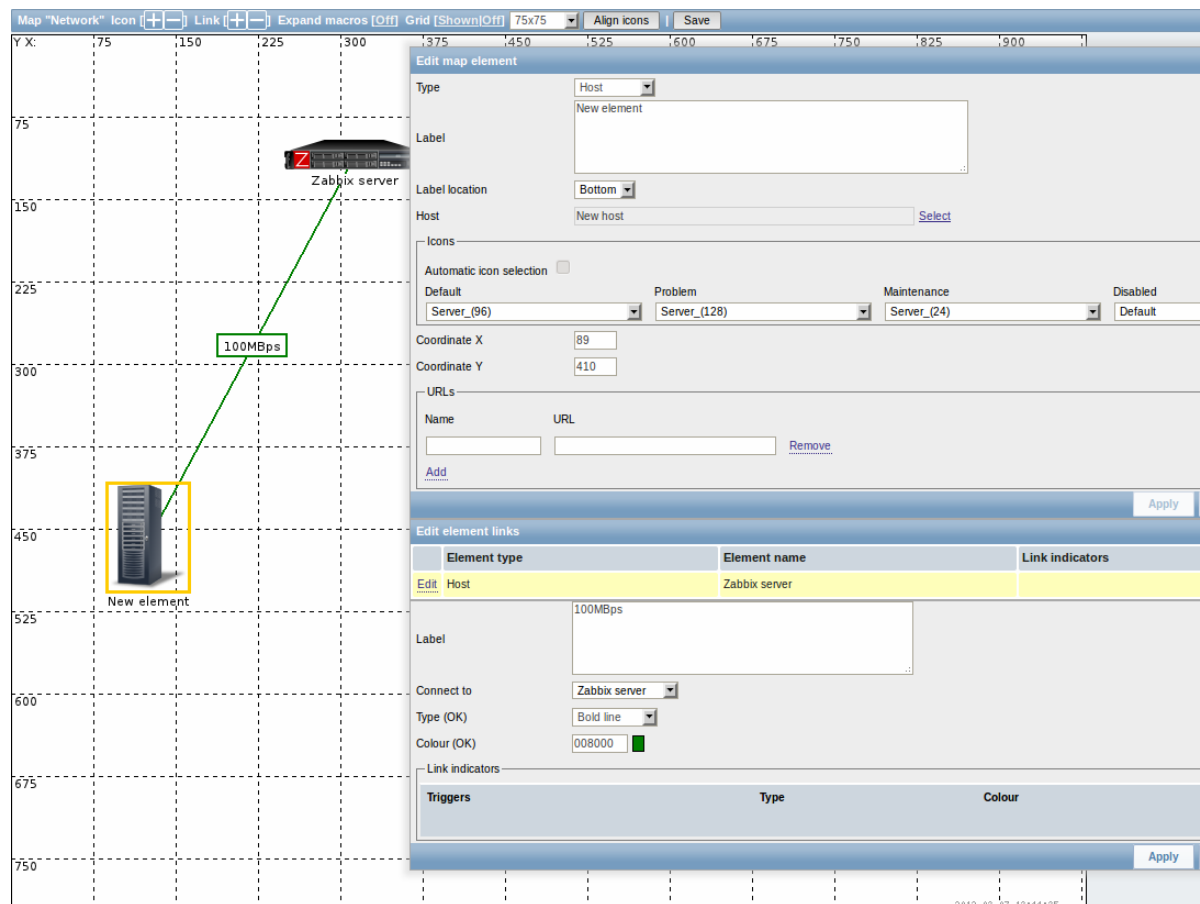 Map "Network" Icon [+|−] Link [+|−] Expand macros [Off] Grid [Shown|Off] 75x75 Align icons | Save
Y X: 75 150 225 300 375 450 525 600 675 750 825 900
Edit map element
Type Host
Label New element
75
Zabbix server
Label location Bottom
150
Host New host Select
Icons
Automatic icon selection
225
Default Problem Maintenance Disabled
Server_(96) Server_(128) Server_(24) Default
Coordinate X 89
100MBps
Coordinate Y 410
300
URLs
Name URL
Remove
375
Add
Apply
450
Edit element links
Element type Element name Link indicators
Edit Host Zabbix server
New element
525
Label 100MBps
Connect to Zabbix server
600
Type (OK) Bold line
Colour (OK) 008000
Link indicators
675
Triggers Type Colour
Apply
750